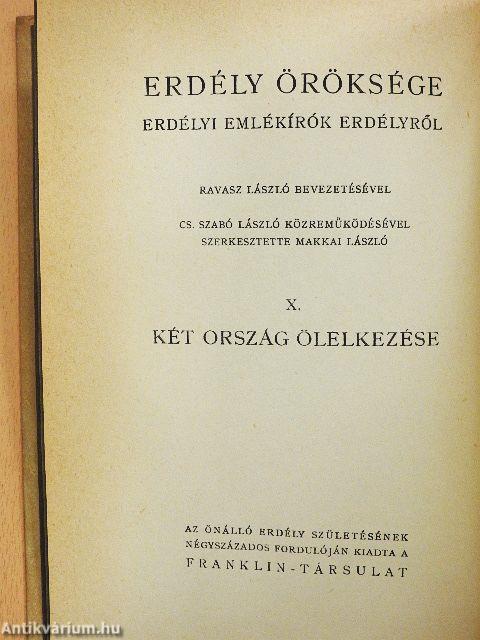 ERDÉLY ÖRÖKSÉGE
ERDÉLYI EMLÉKÍRÓK ERDÉLYRŐL
RAVASZ LÁSZLÓ BEVEZETÉSÉVEL
CS. SZABÓ LÁSZLÓ KÖZREMŰKÖDÉSÉVEL
SZERKESZTETTE MAKKAI LÁSZLÓ
X.
KÉT ORSZÁG ÖLELKEZÉSE
AZ ÖNÁLLÓ ERDÉLY SZÜLETÉSÉNEK
NÉGYSZÁZADOS FORDULÓJÁN KIADTA A
FRANKLIN-TÁRSULAT
Antikvárium.hu